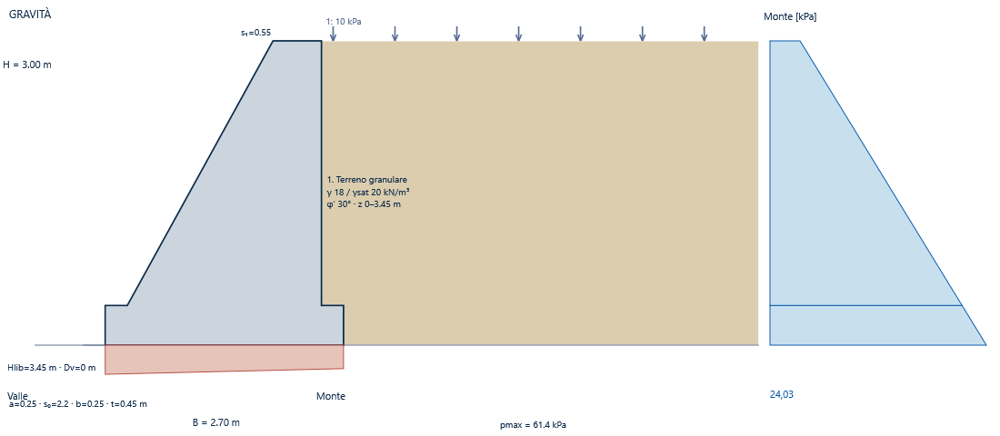 GRAVITÀ
Monte [kPa]
1: 10 kPa
s₁=0.55
H = 3.00 m
1. Terreno granulare
γ 18 / γsat 20 kN/m³
φ' 30° · z 0–3.45 m
Hlib=3.45 m · Dv=0 m
Valle
Monte
24,03
a=0.25 · s₀=2.2 · b=0.25 · t=0.45 m
B = 2.70 m
pmax = 61.4 kPa